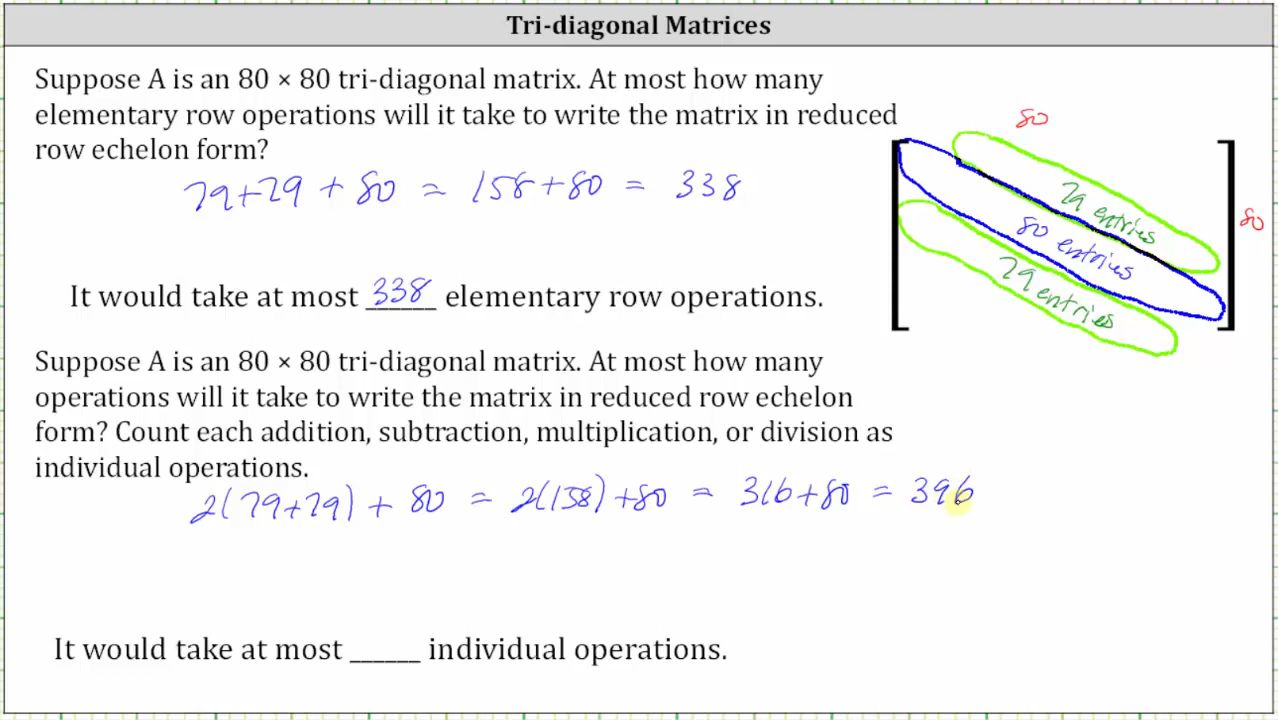 Tri-diagonal Matrices
Suppose A is an 80 × 80 tri-diagonal matrix. At most how many
elementary row operations will it take to write the matrix in reduced
row echelon form?
79+79 + 80 = 158+80 = 338
It would take at most 338 elementary row operations.
80
79 entries
80 entries
79 entries
80
Suppose A is an 80 × 80 tri-diagonal matrix. At most how many
operations will it take to write the matrix in reduced row echelon
form? Count each addition, subtraction, multiplication, or division as
individual operations.
2(79+79) + 80 = 2(158) +80 = 316+80 = 396
It would take at most ______ individual operations.